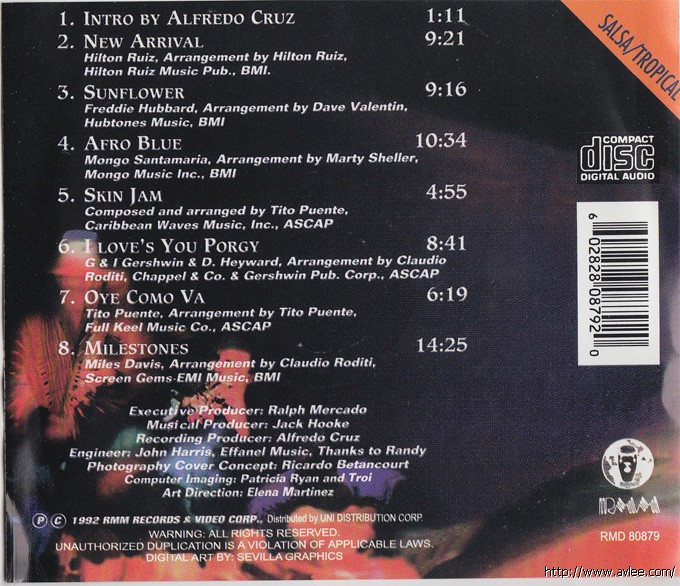 1. INTRO BY ALFREDO CRUZ 1:11
2. NEW ARRIVAL 9:21
Hilton Ruiz, Arrangement by Hilton Ruiz,
Hilton Ruiz Music Pub., BMI.
3. SUNFLOWER 9:16
Freddie Hubbard, Arrangement by Dave Valentin,
Hubtones Music, BMI
4. AFRO BLUE 10:34
Mongo Santamaria, Arrangement by Marty Sheller,
Mongo Music Inc., BMI
5. SKIN JAM 4:55
Composed and arranged by Tito Puente,
Caribbean Waves Music, Inc., ASCAP
6. I LOVE'S YOU PORGY 8:41
G & I Gershwin & D. Heyward, Arrangement by Claudio
Roditi, Chappel & Co. & Gershwin Pub. Corp., ASCAP
7. OYE COMO VA 6:19
Tito Puente, Arrangement by Tito Puente,
Full Keel Music Co., ASCAP
8. MILESTONES 14:25
Miles Davis, Arrangement by Claudio Roditi,
Screen Gems-EMI Music, BMI
Executive Producer: Ralph Mercado
Musical Producer: Jack Hooke
Recording Producer: Alfredo Cruz
Engineer: John Harris, Effanel Music, Thanks to Randy
Photography Cover Concept: Ricardo Betancourt
Computer Imaging: Patricia Ryan and Troi
Art Direction: Elena Martinez
Ⓟ Ⓒ 1992 RMM RECORDS & VIDEO CORP., Distributed by UNI DISTRIBUTION CORP.
WARNING: ALL RIGHTS RESERVED.
UNAUTHORIZED DUPLICATION IS A VIOLATION OF APPLICABLE LAWS.
DIGITAL ART BY: SEVILLA GRAPHICS
SALSA/TROPICAL
COMPACT
disc
DIGITAL AUDIO
6 02828 08792 0
RMM
RMD 80879
http://www.avlee.com/